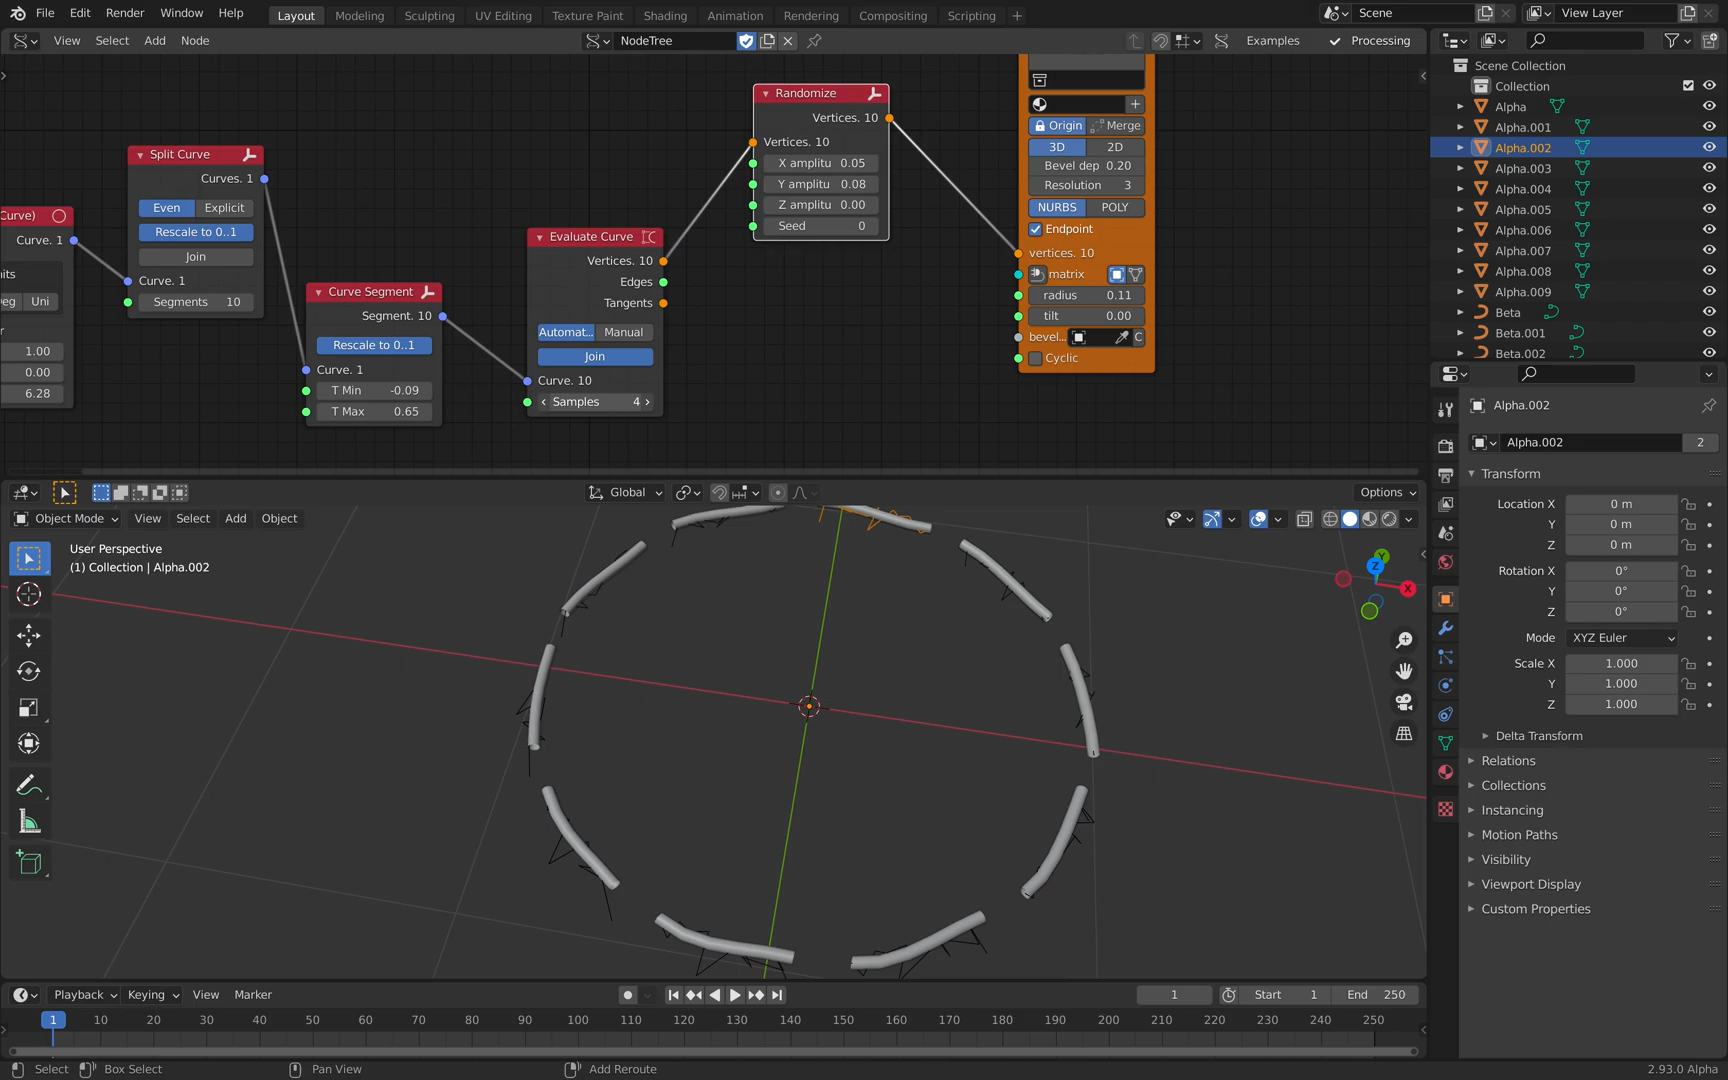 File Edit Render Window Help Layout Modeling Sculpting UV Editing Texture Paint Shading Animation Rendering Compositing Scripting + Scene View Layer
View Select Add Node NodeTree Examples Processing
Randomize
Vertices. 10
Vertices. 10
X amplitu 0.05
Y amplitu 0.08
Z amplitu 0.00
Seed 0
Split Curve
Curves. 1
Even Explicit
Rescale to 0..1
Join
Curve. 1
Segments 10
Curve)
Curve. 1
its
eg Uni
r
1.00
0.00
6.28
Curve Segment
Segment. 10
Rescale to 0..1
Curve. 1
T Min -0.09
T Max 0.65
Evaluate Curve
Vertices. 10
Edges
Tangents
Automat... Manual
Join
Curve. 10
Samples 4
Origin Merge
3D 2D
Bevel dep 0.20
Resolution 3
NURBS POLY
Endpoint
vertices. 10
matrix
radius 0.11
tilt 0.00
bevel... C
Cyclic
Scene Collection
Collection
Alpha
Alpha.001
Alpha.002
Alpha.003
Alpha.004
Alpha.005
Alpha.006
Alpha.007
Alpha.008
Alpha.009
Beta
Beta.001
Beta.002
Global Options
Object Mode View Select Add Object
User Perspective
(1) Collection | Alpha.002
Y
Z
X
Alpha.002
Alpha.002 2
Transform
Location X 0 m
Y 0 m
Z 0 m
Rotation X 0°
Y 0°
Z 0°
Mode XYZ Euler
Scale X 1.000
Y 1.000
Z 1.000
Delta Transform
Relations
Collections
Instancing
Motion Paths
Visibility
Viewport Display
Custom Properties
Playback Keying View Marker 1 Start 1 End 250
1 10 20 30 40 50 60 70 80 90 100 110 120 130 140 150 160 170 180 190 200 210 220 230 240 250
Select Box Select Pan View Add Reroute 2.93.0 Alpha